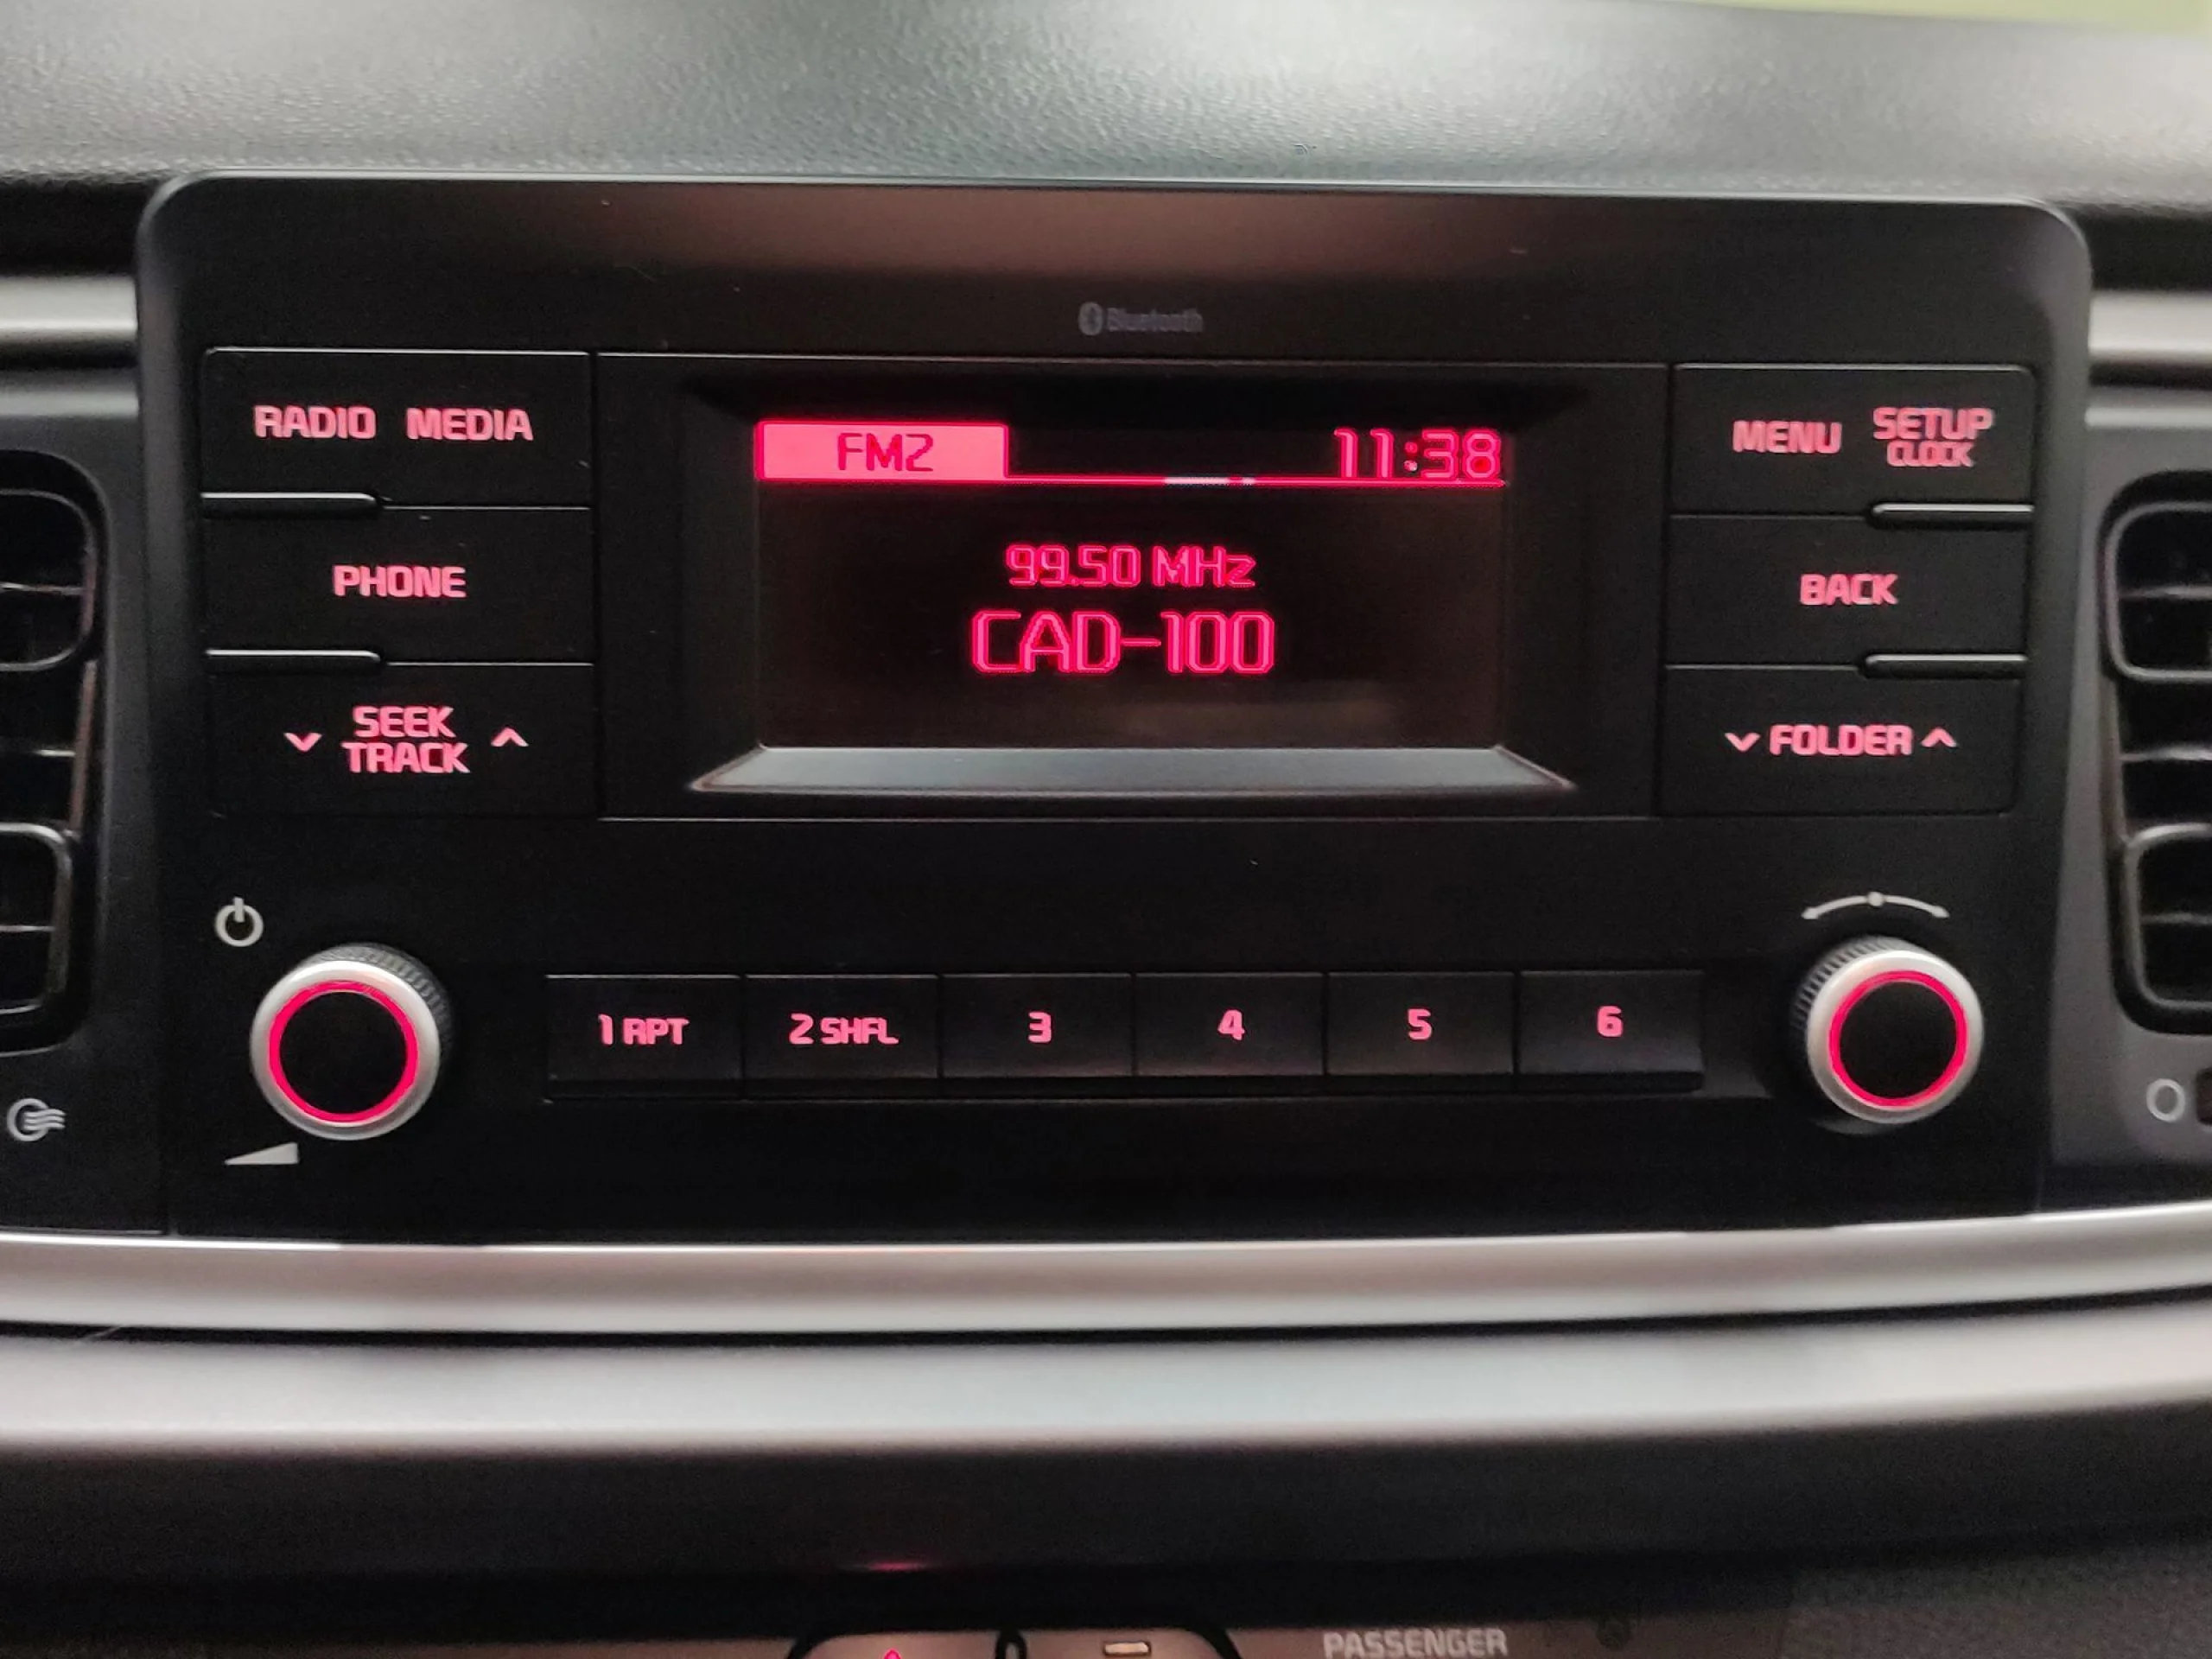 Bluetooth
RADIO MEDIA
FM2 11:38
MENU SETUP
CLOCK
PHONE
99.50 MHz
CAD-100
BACK
SEEK
TRACK
FOLDER
1 RPT 2 SHFL 3 4 5 6
PASSENGER